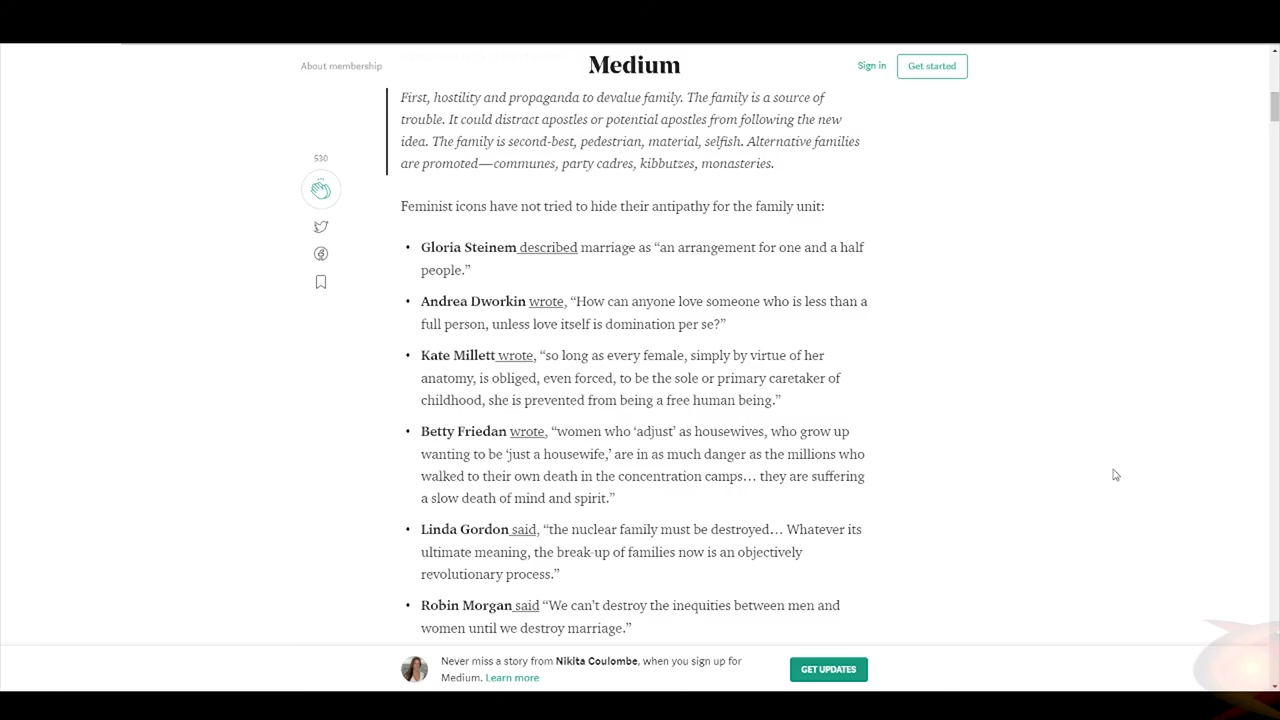 About membership
Medium
Sign in
Get started
First, hostility and propaganda to devalue family. The family is a source of
trouble. It could distract apostles or potential apostles from following the new
idea. The family is second-best, pedestrian, material, selfish. Alternative families
are promoted—communes, party cadres, kibbutzes, monasteries.
530
Feminist icons have not tried to hide their antipathy for the family unit:
• Gloria Steinem described marriage as “an arrangement for one and a half
people.”
• Andrea Dworkin wrote, “How can anyone love someone who is less than a
full person, unless love itself is domination per se?”
• Kate Millett wrote, “so long as every female, simply by virtue of her
anatomy, is obliged, even forced, to be the sole or primary caretaker of
childhood, she is prevented from being a free human being.”
• Betty Friedan wrote, “women who ‘adjust’ as housewives, who grow up
wanting to be ‘just a housewife,’ are in as much danger as the millions who
walked to their own death in the concentration camps… they are suffering
a slow death of mind and spirit.”
• Linda Gordon said, “the nuclear family must be destroyed… Whatever its
ultimate meaning, the break-up of families now is an objectively
revolutionary process.”
• Robin Morgan said “We can’t destroy the inequities between men and
women until we destroy marriage.”
Never miss a story from Nikita Coulombe, when you sign up for
Medium. Learn more
GET UPDATES